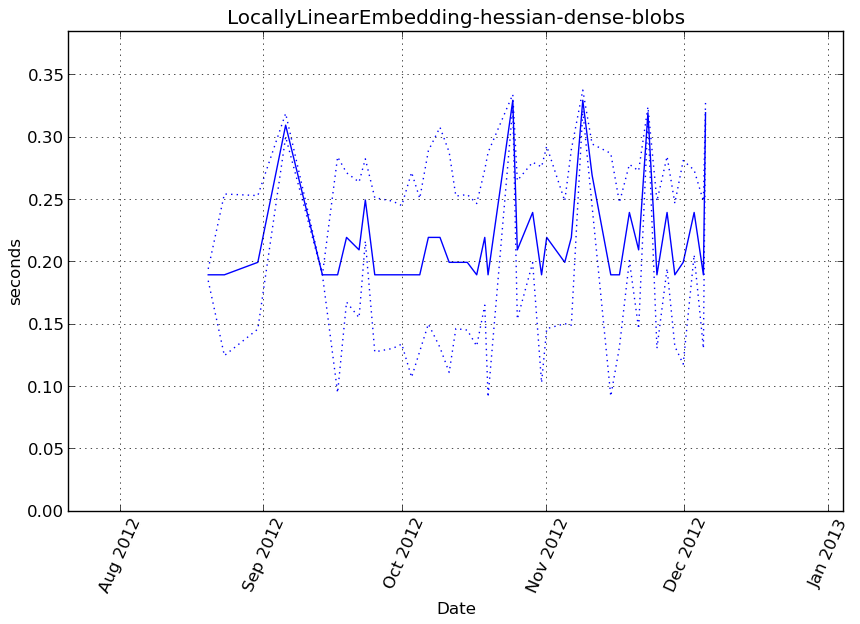 LocallyLinearEmbedding-hessian-dense-blobs
0.35
0.30
0.25
0.20
0.15
0.10
0.05
0.00
seconds
Aug 2012
Sep 2012
Oct 2012
Nov 2012
Dec 2012
Jan 2013
Date